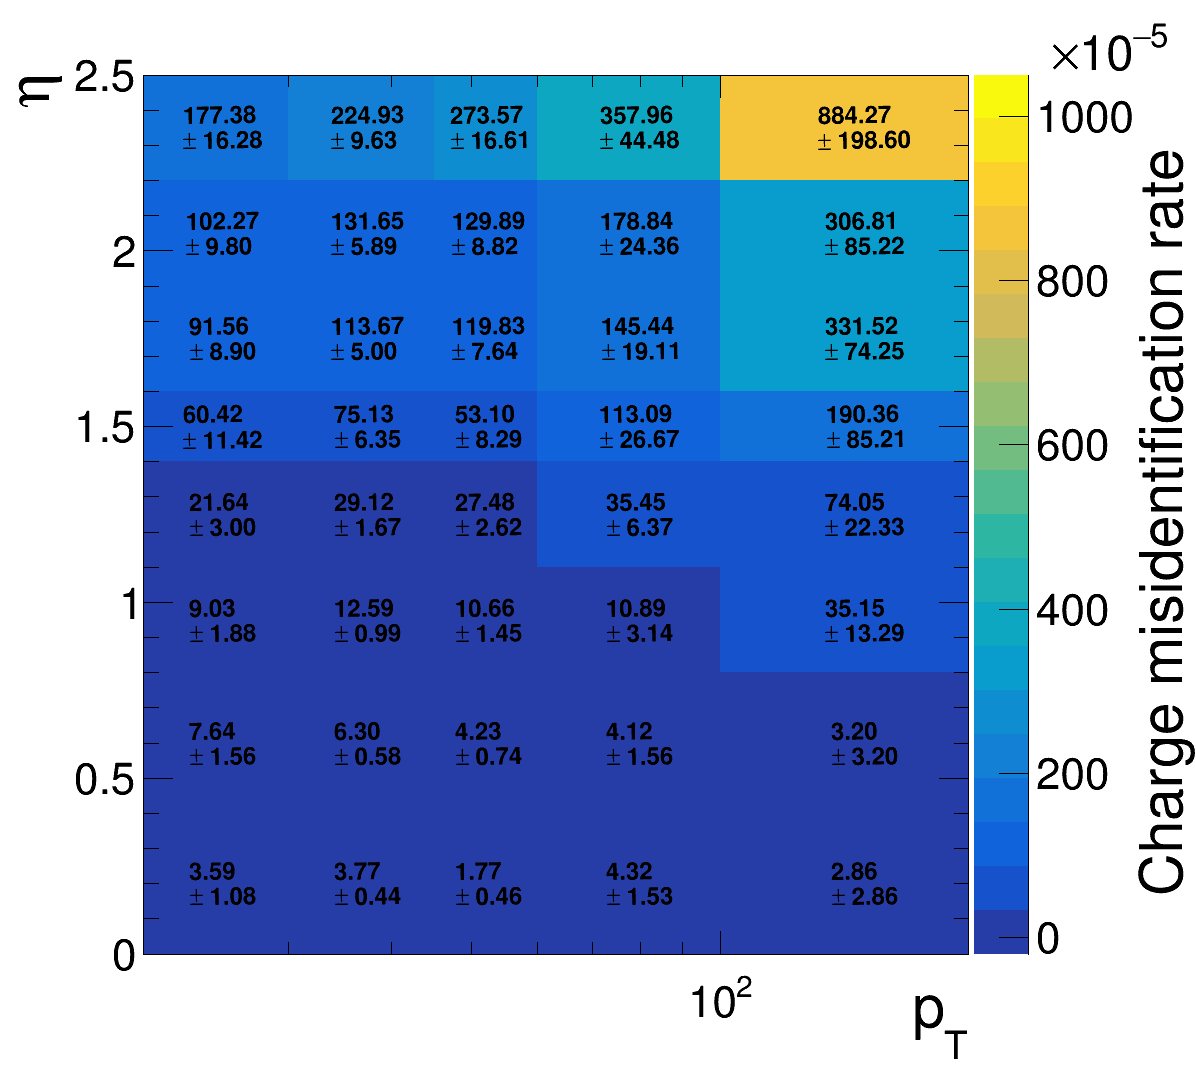 ×10⁻⁵
η
2.5
177.38 224.93 273.57 357.96 884.27
± 16.28 ± 9.63 ± 16.61 ± 44.48 ± 198.60
1000
102.27 131.65 129.89 178.84 306.81
± 9.80 ± 5.89 ± 8.82 ± 24.36 ± 85.22
2
800
91.56 113.67 119.83 145.44 331.52
± 8.90 ± 5.00 ± 7.64 ± 19.11 ± 74.25
60.42 75.13 53.10 113.09 190.36
± 11.42 ± 6.35 ± 8.29 ± 26.67 ± 85.21
1.5
600
21.64 29.12 27.48 35.45 74.05
± 3.00 ± 1.67 ± 2.62 ± 6.37 ± 22.33
1
400
9.03 12.59 10.66 10.89 35.15
± 1.88 ± 0.99 ± 1.45 ± 3.14 ± 13.29
7.64 6.30 4.23 4.12 3.20
± 1.56 ± 0.58 ± 0.74 ± 1.56 ± 3.20
0.5
200
3.59 3.77 1.77 4.32 2.86
± 1.08 ± 0.44 ± 0.46 ± 1.53 ± 2.86
0
0
Charge misidentification rate
10²
p_T